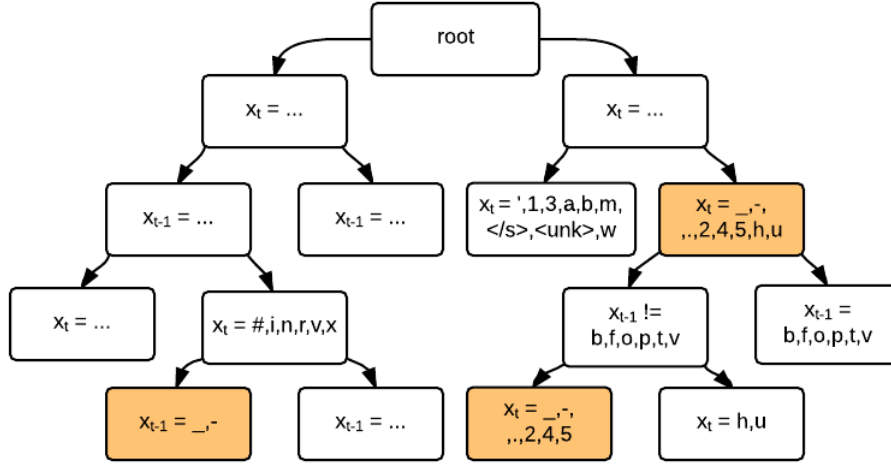 root
xt = ...
xt = ...
xt-1 = ...
xt-1 = ...
xt = ',1,3,a,b,m,
</s>,<unk>,w
xt = _,-,
,.,2,4,5,h,u
xt = ...
xt = #,i,n,r,v,x
xt-1 !=
b,f,o,p,t,v
xt-1 =
b,f,o,p,t,v
xt-1 = _,-
xt-1 = ...
xt = _,-,
,.,2,4,5
xt = h,u